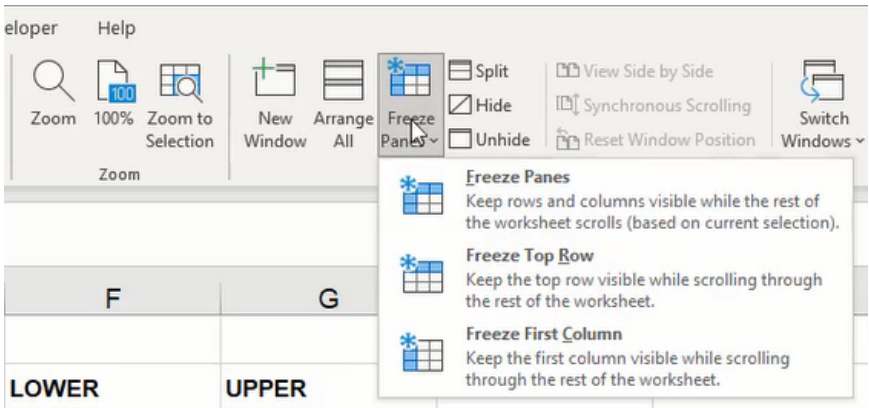 eloper Help
Zoom 100% Zoom to Selection
100
New Window Arrange All Freeze Panes
Split
Hide
Unhide
View Side by Side
Synchronous Scrolling
Reset Window Position
Switch Windows
Zoom
Freeze Panes
Keep rows and columns visible while the rest of
the worksheet scrolls (based on current selection).
Freeze Top Row
Keep the top row visible while scrolling through
the rest of the worksheet.
Freeze First Column
Keep the first column visible while scrolling
through the rest of the worksheet.
F G
LOWER UPPER